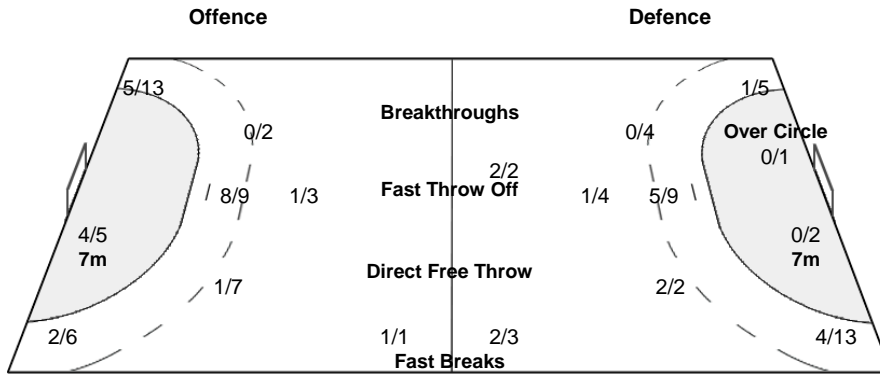 Offence Defence
5/13 1/5
Breakthroughs
0/2 0/4 Over Circle
0/1
2/2
8/9 1/3 Fast Throw Off 1/4 5/9
4/5 0/2
7m 7m
Direct Free Throw
1/7 2/2
2/6 1/1 2/3 4/13
Fast Breaks